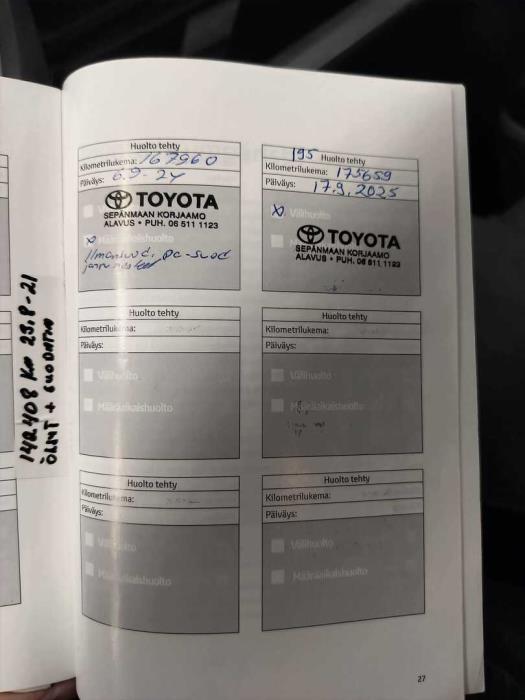 142.408 km 23.8-21
ÖLJYT + SUODATIN
Huolto tehty
Kilometrilukema: 167960
Päiväys: 6.9-24
TOYOTA
SEPÄNMAAN KORJAAMO
ALAVUS • PUH. 06 511 1123
x Määräaikaishuolto
Ilmansuod.
Huolto tehty
195
Kilometrilukema: 175659
Päiväys: 17.9.2025
x Välihuolto
TOYOTA
SEPÄNMAAN KORJAAMO
ALAVUS • PUH. 06 511 1123
Huolto tehty
Kilometrilukema:
Päiväys:
Välihuolto
Määräaikaishuolto
Huolto tehty
Kilometrilukema:
Päiväys:
Välihuolto
Määräaikaishuolto
Huolto tehty
Kilometrilukema:
Päiväys:
Välihuolto
Määräaikaishuolto
Huolto tehty
Kilometrilukema:
Päiväys:
Välihuolto
Määräaikaishuolto
27